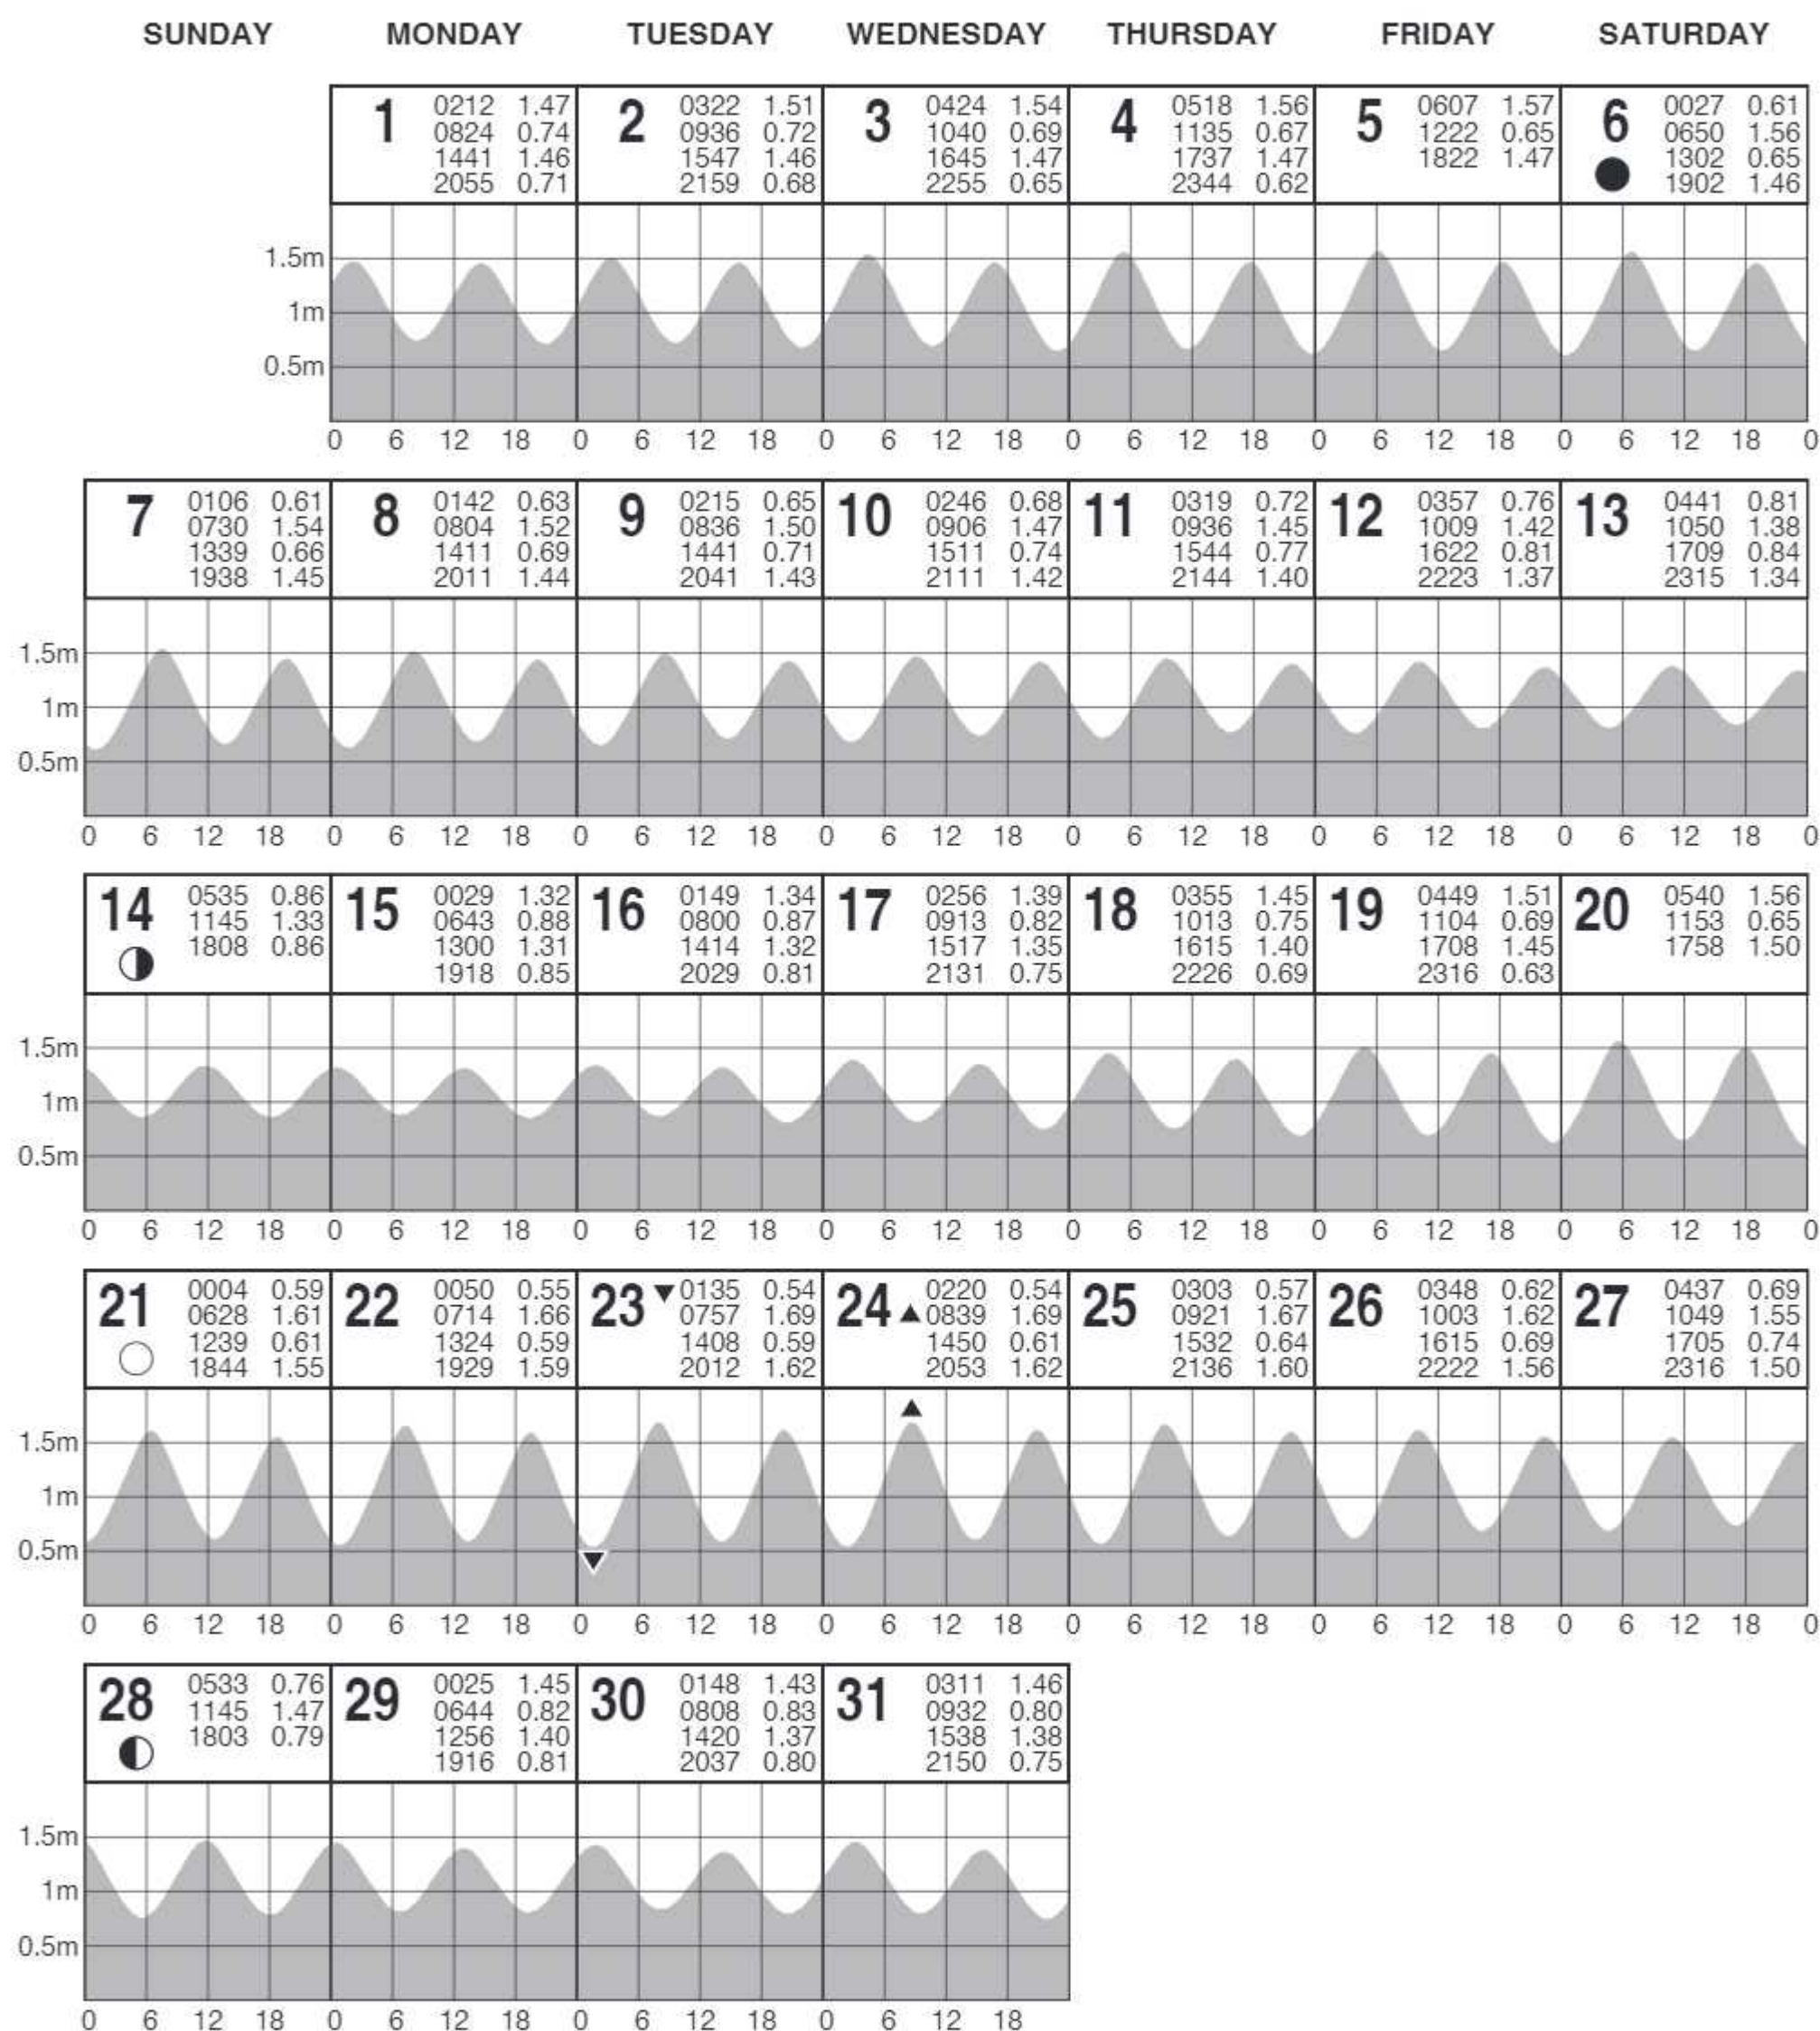 SUNDAY MONDAY TUESDAY WEDNESDAY THURSDAY FRIDAY SATURDAY
1 0212 1.47 2 0322 1.51 3 0424 1.54 4 0518 1.56 5 0607 1.57 6 0027 0.61
0824 0.74 0936 0.72 1040 0.69 1135 0.67 1222 0.65 0650 1.56
1441 1.46 1547 1.46 1645 1.47 1737 1.47 1822 1.47 1302 0.65
2055 0.71 2159 0.68 2255 0.65 2344 0.62 1902 1.46
1.5m
1m
0.5m
0 6 12 18 0 6 12 18 0 6 12 18 0 6 12 18 0 6 12 18 0 6 12 18 0
7 0106 0.61 8 0142 0.63 9 0215 0.65 10 0246 0.68 11 0319 0.72 12 0357 0.76 13 0441 0.81
0730 1.54 0804 1.52 0836 1.50 0906 1.47 0936 1.45 1009 1.42 1050 1.38
1339 0.66 1411 0.69 1441 0.71 1511 0.74 1544 0.77 1622 0.81 1709 0.84
1938 1.45 2011 1.44 2041 1.43 2111 1.42 2144 1.40 2223 1.37 2315 1.34
1.5m
1m
0.5m
0 6 12 18 0 6 12 18 0 6 12 18 0 6 12 18 0 6 12 18 0 6 12 18 0 6 12 18 0
14 0535 0.86 15 0029 1.32 16 0149 1.34 17 0256 1.39 18 0355 1.45 19 0449 1.51 20 0540 1.56
1145 1.33 0643 0.88 0800 0.87 0913 0.82 1013 0.75 1104 0.69 1153 0.65
1808 0.86 1300 1.31 1414 1.32 1517 1.35 1615 1.40 1708 1.45 1758 1.50
1918 0.85 2029 0.81 2131 0.75 2226 0.69 2316 0.63
1.5m
1m
0.5m
0 6 12 18 0 6 12 18 0 6 12 18 0 6 12 18 0 6 12 18 0 6 12 18 0 6 12 18 0
21 0004 0.59 22 0050 0.55 23 0135 0.54 24 0220 0.54 25 0303 0.57 26 0348 0.62 27 0437 0.69
0628 1.61 0714 1.66 0757 1.69 0839 1.69 0921 1.67 1003 1.62 1049 1.55
1239 0.61 1324 0.59 1408 0.59 1450 0.61 1532 0.64 1615 0.69 1705 0.74
1844 1.55 1929 1.59 2012 1.62 2053 1.62 2136 1.60 2222 1.56 2316 1.50
1.5m
1m
0.5m
0 6 12 18 0 6 12 18 0 6 12 18 0 6 12 18 0 6 12 18 0 6 12 18 0 6 12 18 0
28 0533 0.76 29 0025 1.45 30 0148 1.43 31 0311 1.46
1145 1.47 0644 0.82 0808 0.83 0932 0.80
1803 0.79 1256 1.40 1420 1.37 1538 1.38
1916 0.81 2037 0.80 2150 0.75
1.5m
1m
0.5m
0 6 12 18 0 6 12 18 0 6 12 18 0 6 12 18